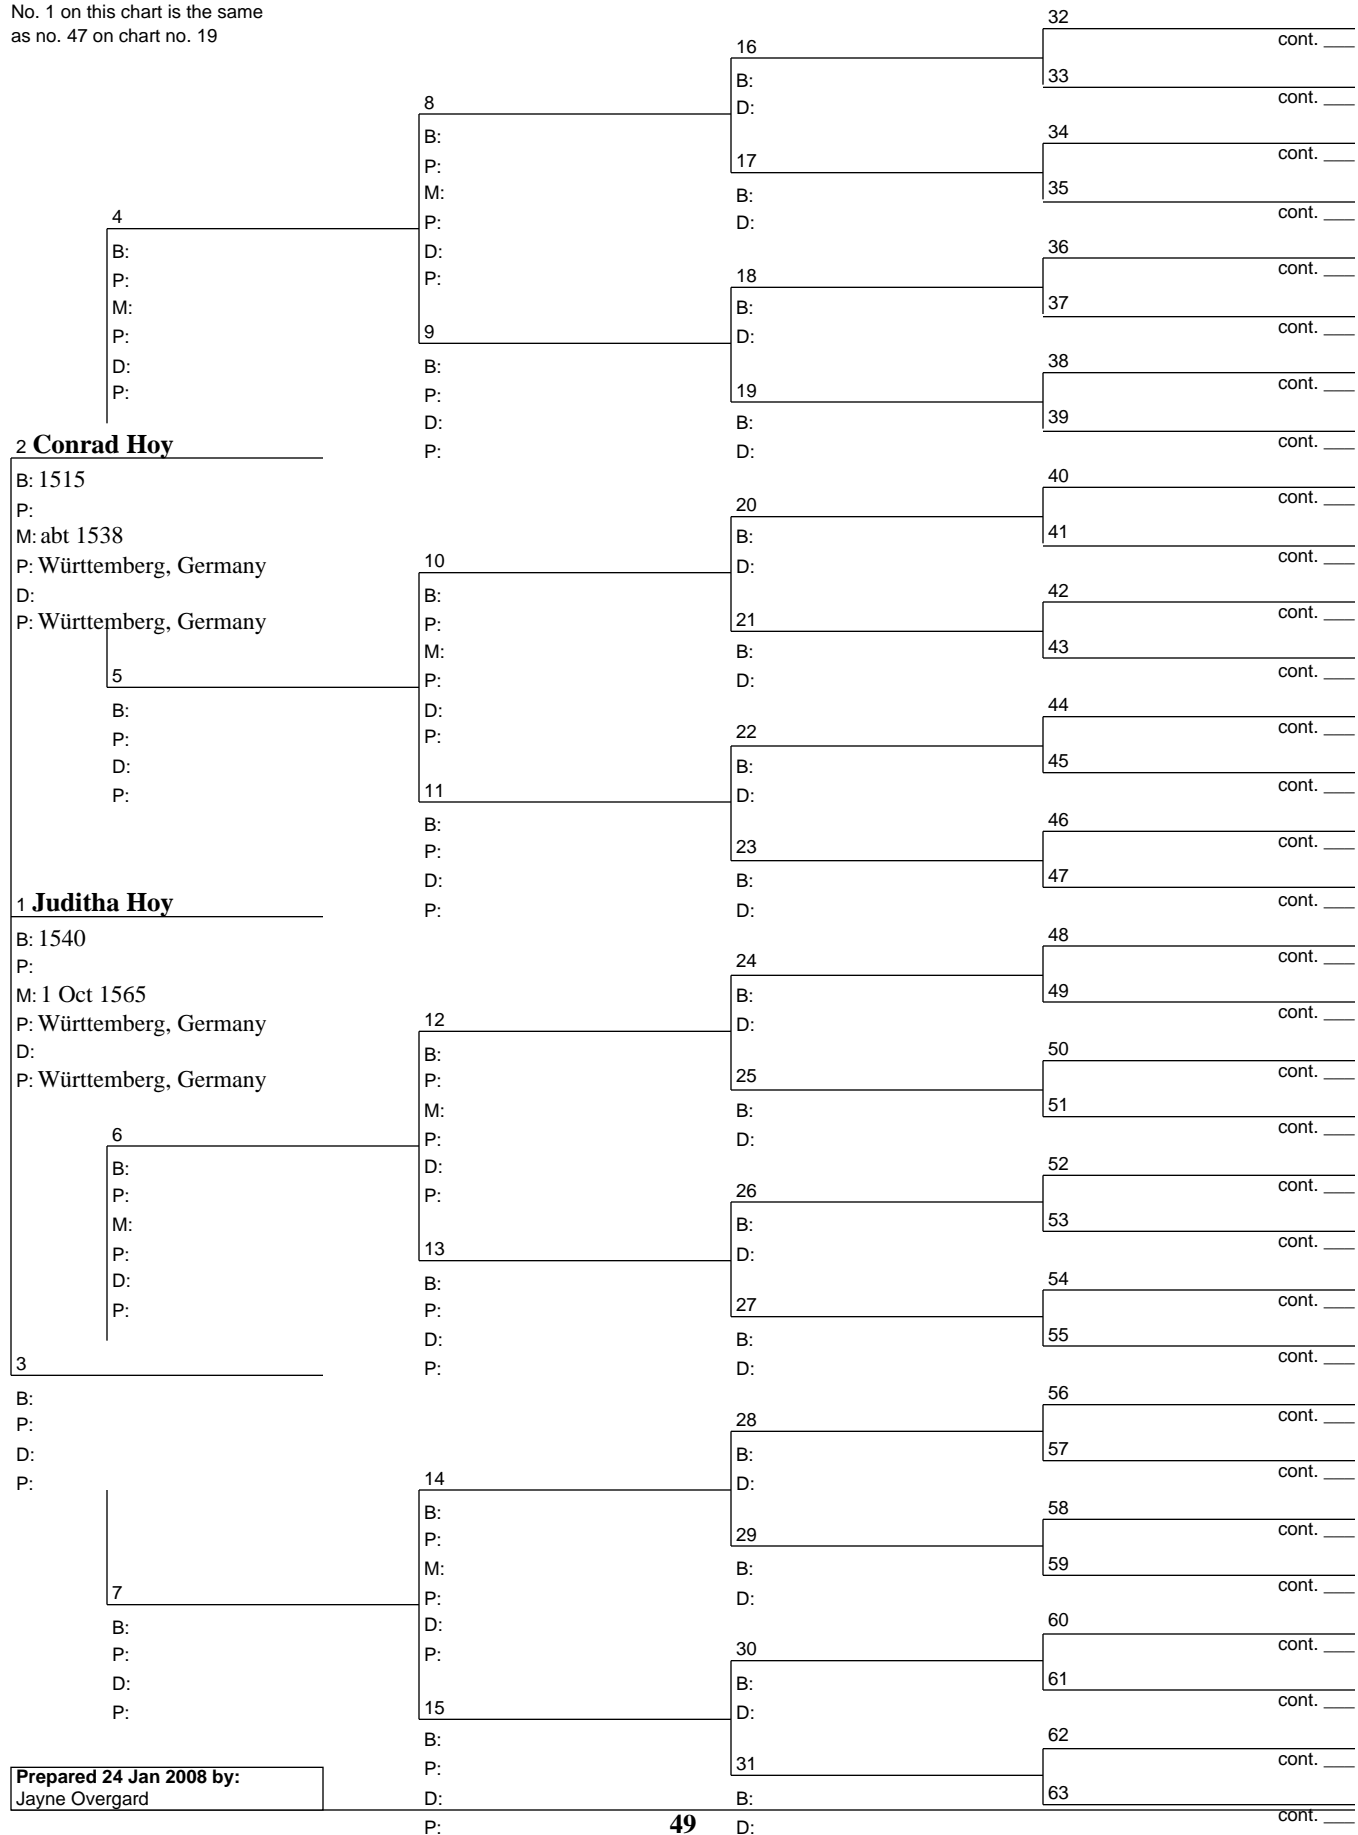 No. 1 on this chart is the same
as no. 47 on chart no. 19
2 Conrad Hoy
B: 1515
P:
M: abt 1538
P: Württemberg, Germany
D:
P: Württemberg, Germany
1 Juditha Hoy
B: 1540
P:
M: 1 Oct 1565
P: Württemberg, Germany
D:
P: Württemberg, Germany
3
B:
P:
D:
P:
4
B:
P:
M:
P:
D:
P:
5
B:
P:
D:
P:
6
B:
P:
M:
P:
D:
P:
7
B:
P:
D:
P:
8
B:
P:
M:
P:
D:
P:
9
B:
P:
D:
P:
10
B:
P:
M:
P:
D:
P:
11
B:
P:
D:
P:
12
B:
P:
M:
P:
D:
P:
13
B:
P:
D:
P:
14
B:
P:
M:
P:
D:
P:
15
B:
P:
D:
P:
16
B:
D:
17
B:
D:
18
B:
D:
19
B:
D:
20
B:
D:
21
B:
D:
22
B:
D:
23
B:
D:
24
B:
D:
25
B:
D:
26
B:
D:
27
B:
D:
28
B:
D:
29
B:
D:
30
B:
D:
31
B:
D:
32
cont. ___
33
cont. ___
34
cont. ___
35
cont. ___
36
cont. ___
37
cont. ___
38
cont. ___
39
cont. ___
40
cont. ___
41
cont. ___
42
cont. ___
43
cont. ___
44
cont. ___
45
cont. ___
46
cont. ___
47
cont. ___
48
cont. ___
49
cont. ___
50
cont. ___
51
cont. ___
52
cont. ___
53
cont. ___
54
cont. ___
55
cont. ___
56
cont. ___
57
cont. ___
58
cont. ___
59
cont. ___
60
cont. ___
61
cont. ___
62
cont. ___
63
cont. ___
Prepared 24 Jan 2008 by:
Jayne Overgard
49